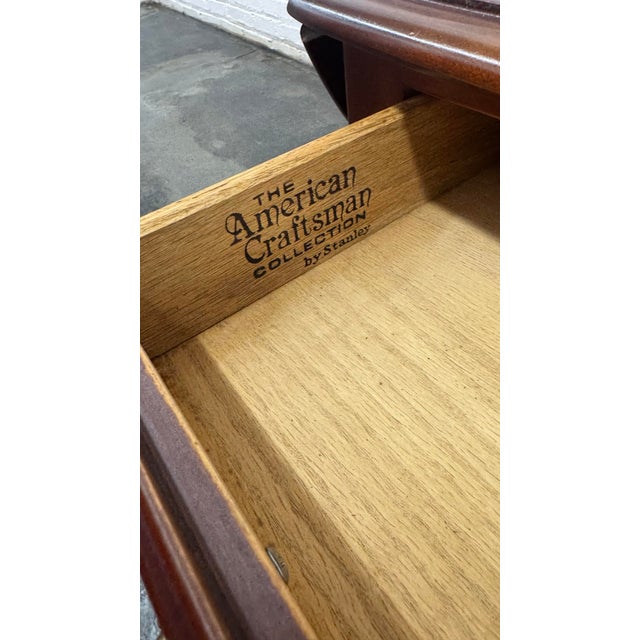 THE
American
Craftsman
COLLECTION
by Stanley